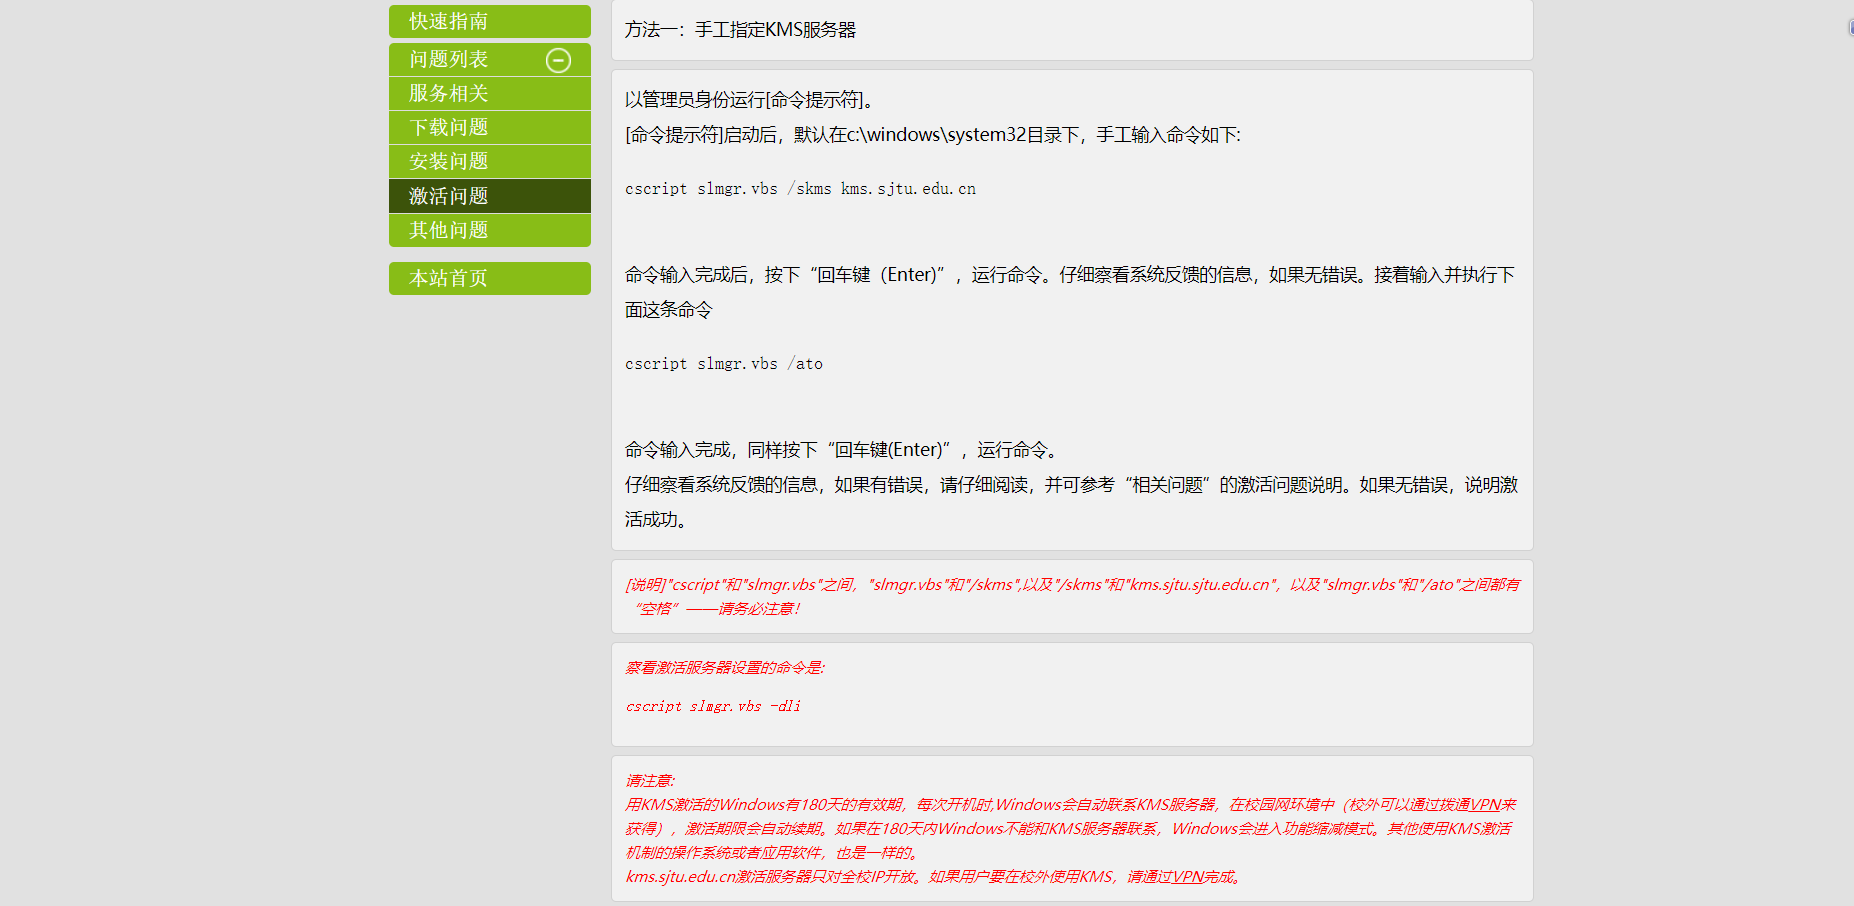 快速指南
问题列表
服务相关
下载问题
安装问题
激活问题
其他问题
本站首页
方法一：手工指定KMS服务器
以管理员身份运行[命令提示符]。
[命令提示符]启动后，默认在c:\windows\system32目录下，手工输入命令如下:
cscript slmgr.vbs /skms kms.sjtu.edu.cn
命令输入完成后，按下“回车键（Enter)”，运行命令。仔细察看系统反馈的信息，如果无错误。接着输入并执行下
面这条命令
cscript slmgr.vbs /ato
命令输入完成，同样按下“回车键(Enter)”，运行命令。
仔细察看系统反馈的信息，如果有错误，请仔细阅读，并可参考“相关问题”的激活问题说明。如果无错误，说明激
活成功。
[说明]"cscript"和"slmgr.vbs"之间，"slmgr.vbs"和"/skms",以及"/skms"和"kms.sjtu.sjtu.edu.cn"，以及"slmgr.vbs"和"/ato"之间都有
“空格”——请务必注意！
察看激活服务器设置的命令是:
cscript slmgr.vbs -dli
请注意:
用KMS激活的Windows有180天的有效期，每次开机时,Windows会自动联系KMS服务器，在校园网环境中（校外可以通过拨通VPN来
获得），激活期限会自动续期。如果在180天内Windows不能和KMS服务器联系，Windows会进入功能缩减模式。其他使用KMS激活
机制的操作系统或者应用软件，也是一样的。
kms.sjtu.edu.cn激活服务器只对全校IP开放。如果用户要在校外使用KMS，请通过VPN完成。